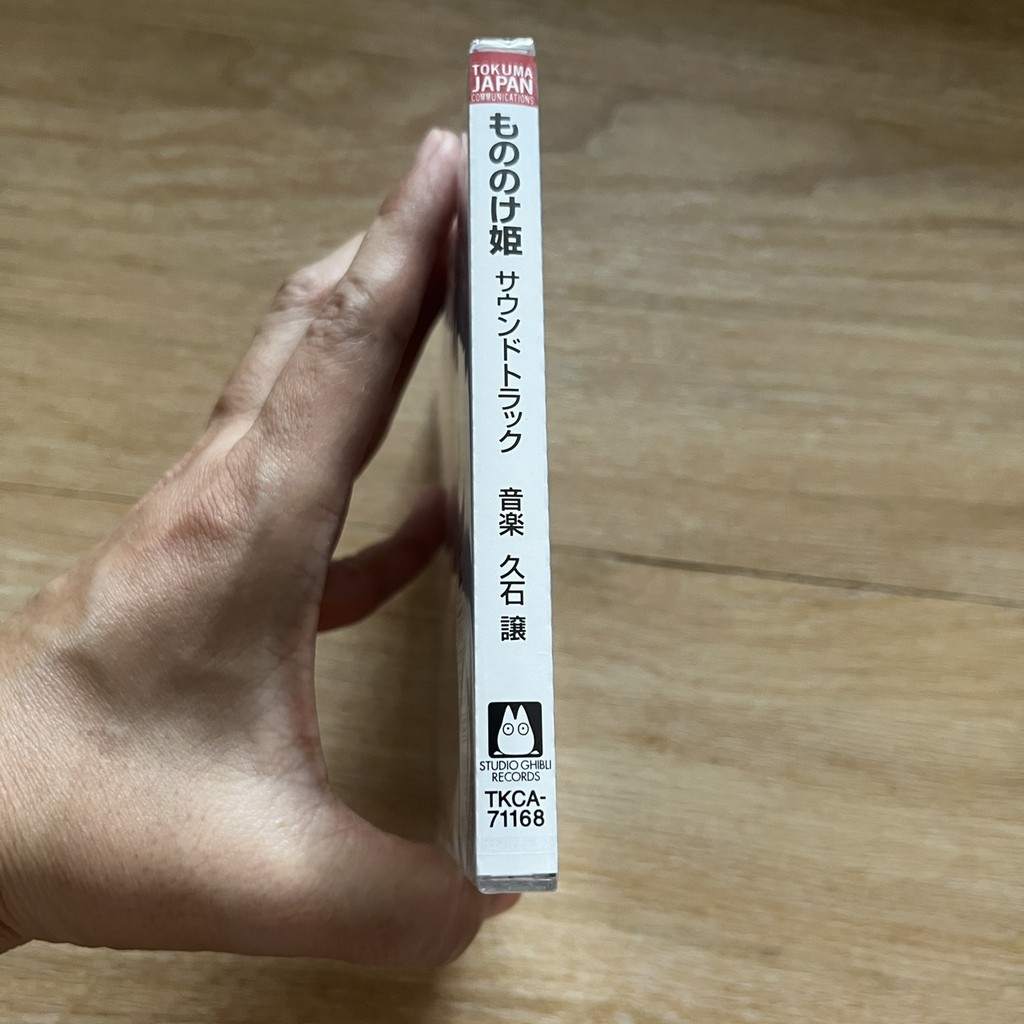 TOKUMA
JAPAN
COMMUNICATIONS
もののけ姫 サウンドトラック 音楽 久石 譲
STUDIO GHIBLI
RECORDS
TKCA-
71168